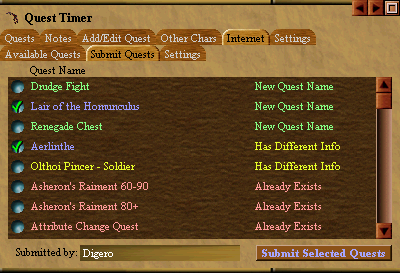 Quest Timer
Quests Notes Add/Edit Quest Other Chars Internet Settings
Available Quests Submit Quests Settings
Quest Name
Drudge Fight New Quest Name
Lair of the Homunculus New Quest Name
Renegade Chest New Quest Name
Aerlinthe Has Different Info
Olthoi Pincer - Soldier Has Different Info
Asheron's Raiment 60-90 Already Exists
Asheron's Raiment 80+ Already Exists
Attribute Change Quest Already Exists
Submitted by: Digero Submit Selected Quests